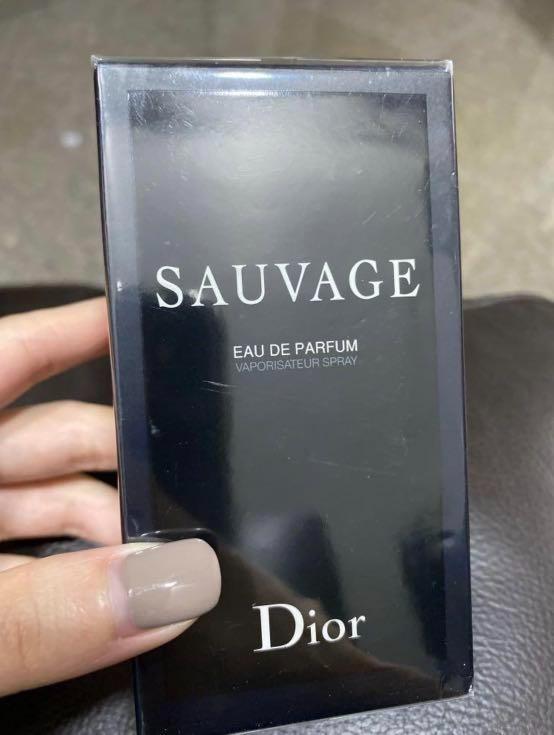 SAUVAGE
EAU DE PARFUM
VAPORISATEUR SPRAY
Dior